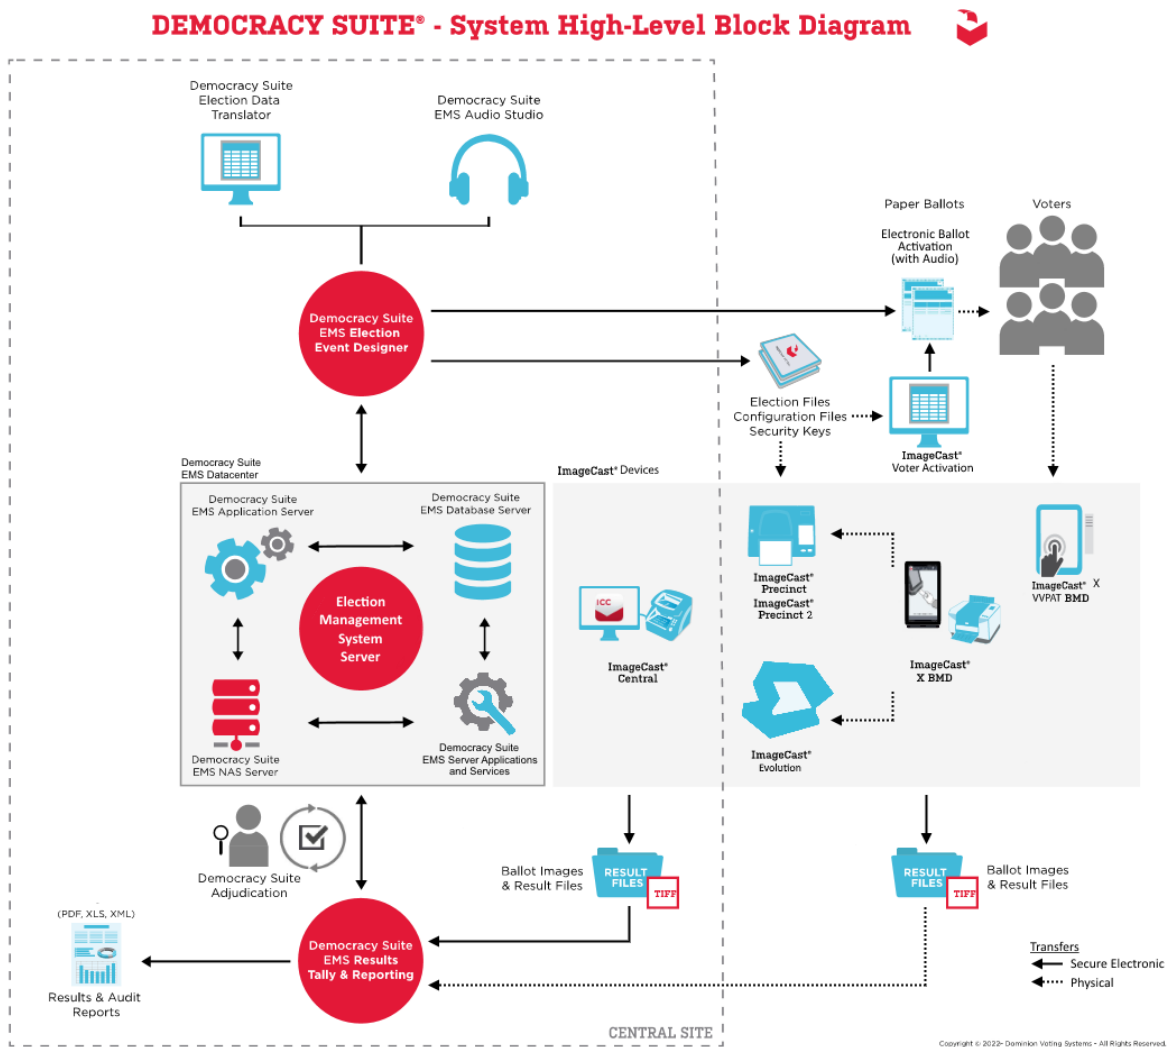 DEMOCRACY SUITE® - System High-Level Block Diagram
Democracy Suite
Election Data
Translator
Democracy Suite
EMS Audio Studio
Paper Ballots
Voters
Electronic Ballot
Activation
(with Audio)
Democracy Suite
EMS Election
Event Designer
Election Files
Configuration Files
Security Keys
ImageCast®
Voter Activation
Democracy Suite
EMS Datacenter
ImageCast® Devices
Democracy Suite
EMS Application Server
Democracy Suite
EMS Database Server
Election
Management
System
Server
Democracy Suite
EMS NAS Server
Democracy Suite
EMS Server Applications
and Services
ICC
ImageCast®
Central
ImageCast®
Precinct
ImageCast®
Precinct 2
ImageCast®
Evolution
ImageCast®
X BMD
ImageCast® X
VVPAT BMD
Democracy Suite
Adjudication
Ballot Images
& Result Files
RESULT
FILES
TIFF
RESULT
FILES
TIFF
Ballot Images
& Result Files
(PDF, XLS, XML)
Results & Audit
Reports
Democracy Suite
EMS Results
Tally & Reporting
Transfers
Secure Electronic
Physical
CENTRAL SITE
Copyright © 2022– Dominion Voting Systems - All Rights Reserved.